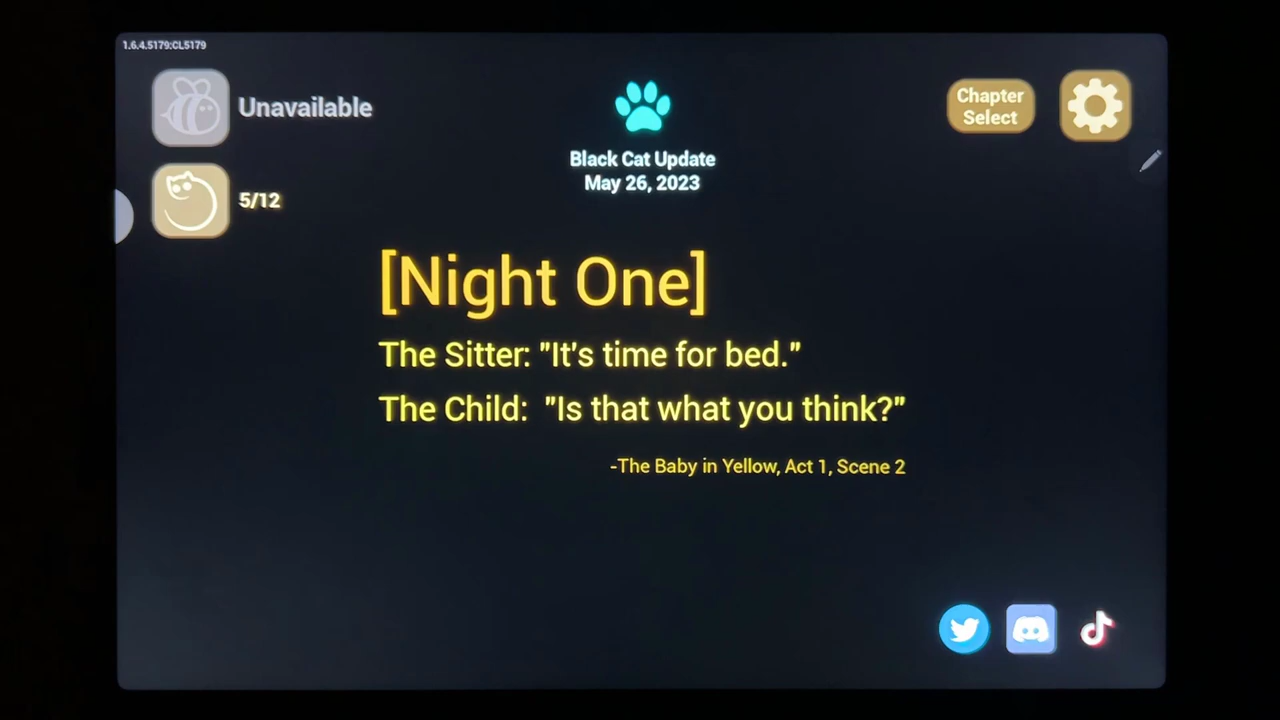 1.6.4.5179:CL5179
Unavailable
5/12
Black Cat Update
May 26, 2023
Chapter
Select
[Night One]
The Sitter: "It's time for bed."
The Child: "Is that what you think?"
-The Baby in Yellow, Act 1, Scene 2